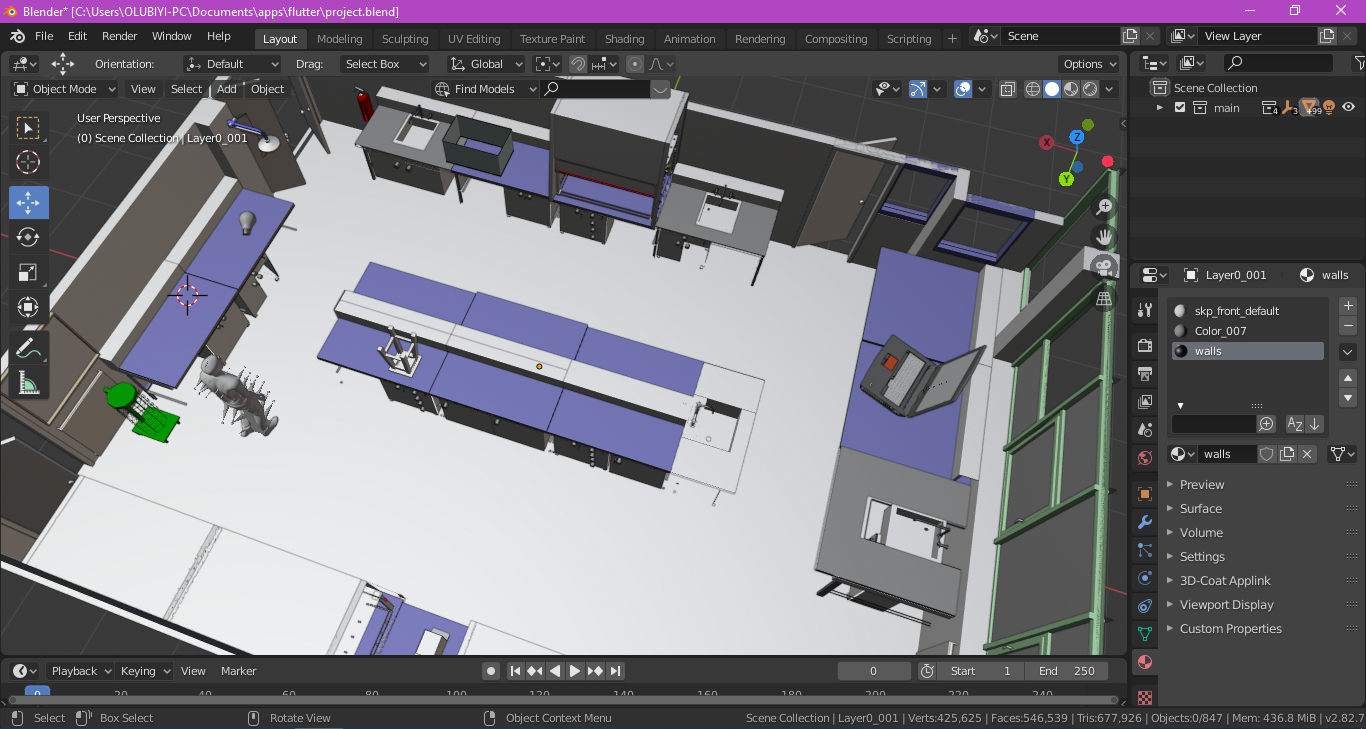 Blender* [C:\Users\OLUBIYI-PC\Documents\apps\flutter\project.blend]
File Edit Render Window Help Layout Modeling Sculpting UV Editing Texture Paint Shading Animation Rendering Compositing Scripting + Scene View Layer
Orientation: Default Drag: Select Box Global Options
Object Mode View Select Add Object Find Models
Scene Collection
main 4 3 99
User Perspective
(0) Scene Collection | Layer0_001
X Z Y
Layer0_001 walls
skp_front_default
Color_007
walls
walls
Preview
Surface
Volume
Settings
3D-Coat Applink
Viewport Display
Custom Properties
Playback Keying View Marker 0 Start 1 End 250
0 20 40 60 80 100 120 140 160 180 200 220 240
Select Box Select Rotate View Object Context Menu Scene Collection | Layer0_001 | Verts:425,625 | Faces:546,539 | Tris:677,926 | Objects:0/847 | Mem: 436.8 MiB | v2.82.7